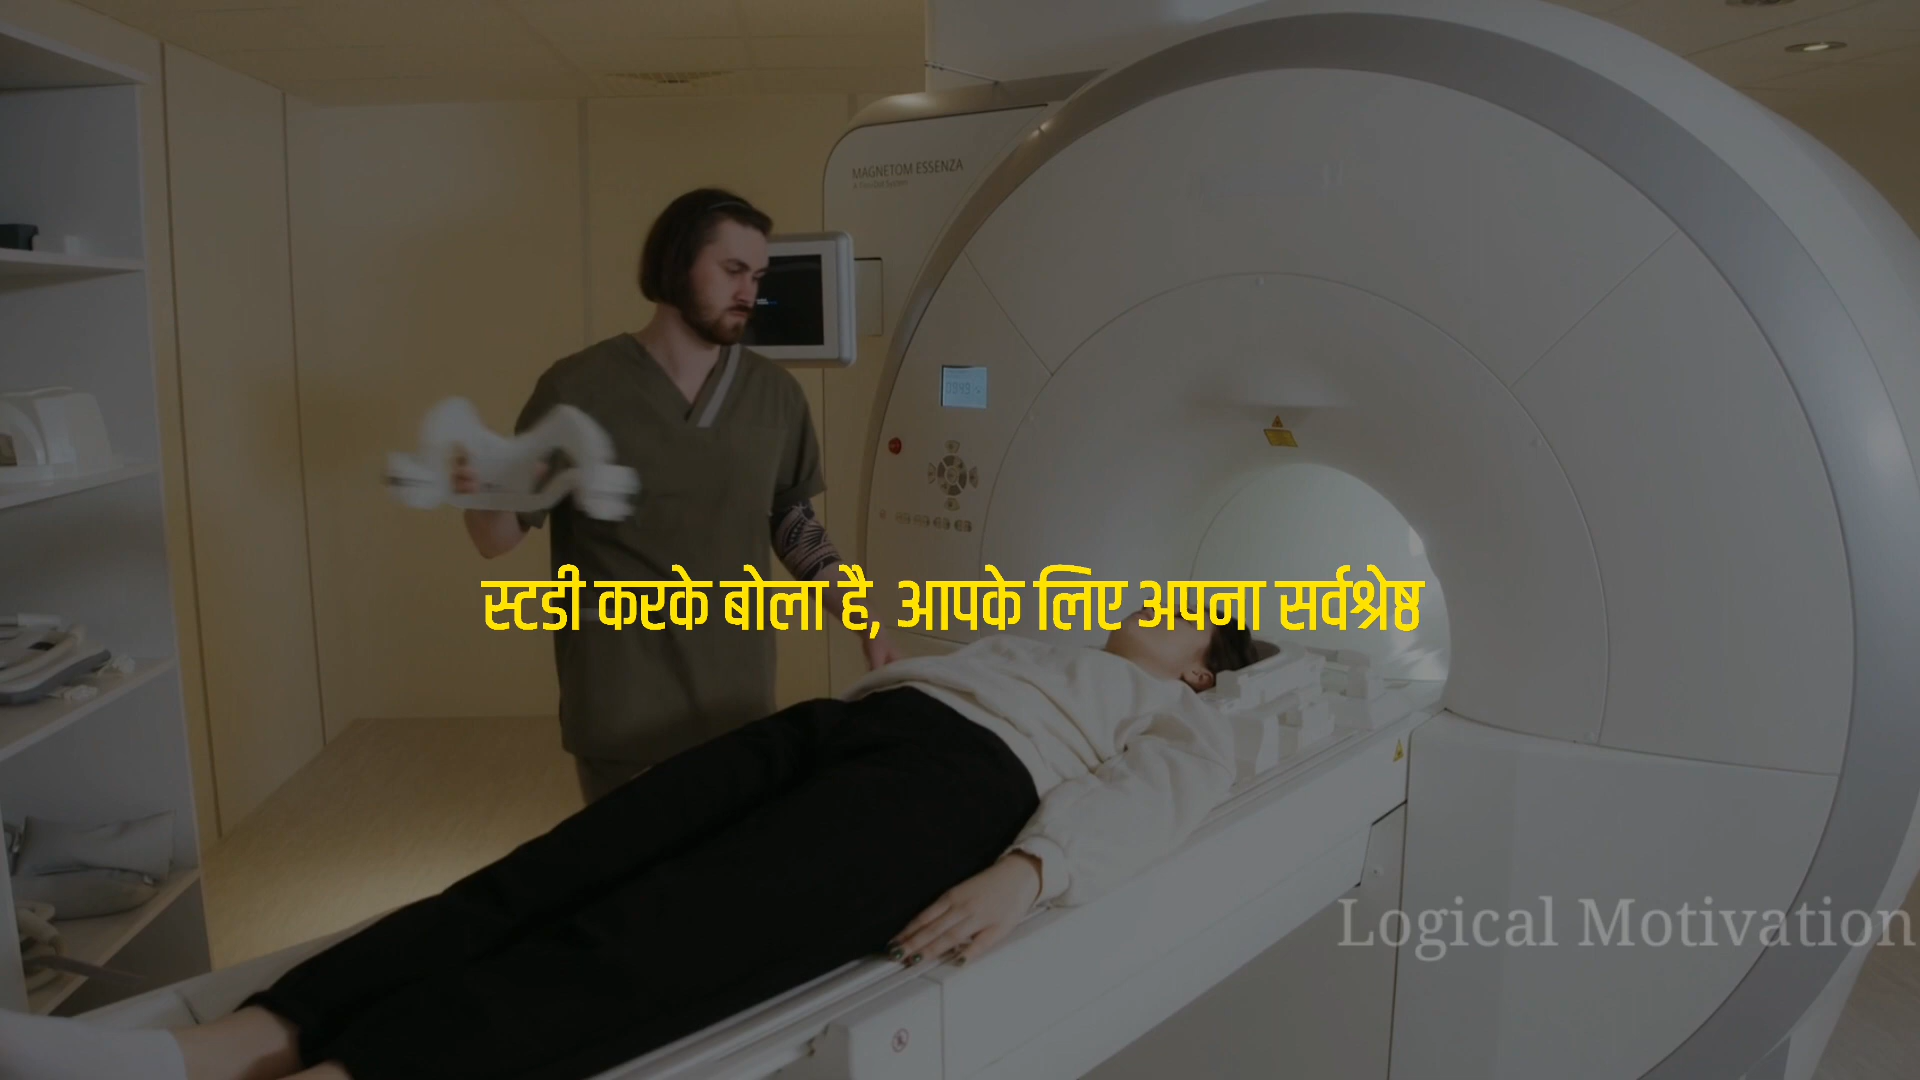 MAGNETOM ESSENZA
स्टडी करके बोला है, आपके लिए अपना सर्वश्रेष्ठ
Logical Motivation